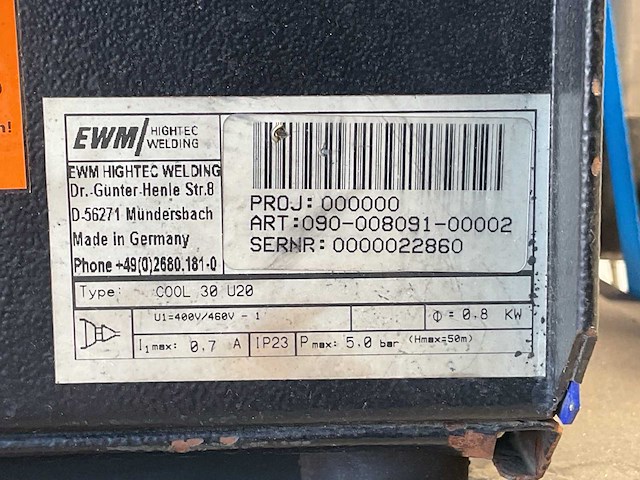 EWM HIGHTEC
WELDING
EWM HIGHTEC WELDING
Dr.-Günter-Henle Str.8
D-56271 Mündersbach
Made in Germany
Phone +49(0)2680.181-0
PROJ: 000000
ART:090-008091-00002
SERNR: 0000022860
Type: COOL 30 U20
U1=400V/460V - 1
Φ = 0.8 KW
I1max: 0.7 A
IP23
P max: 5.0 bar (Hmax=50m)